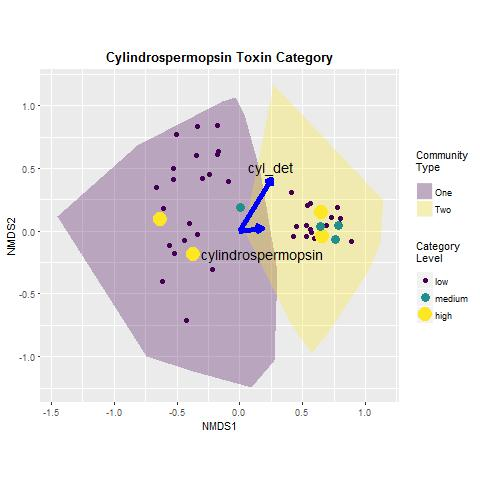 Cylindrospermopsin Toxin Category
NMDS2
1.0
0.5
0.0
-0.5
-1.0
cyl_det
cylindrospermopsin
-1.5
-1.0
-0.5
0.0
0.5
1.0
NMDS1
Community
Type
One
Two
Category
Level
low
medium
high